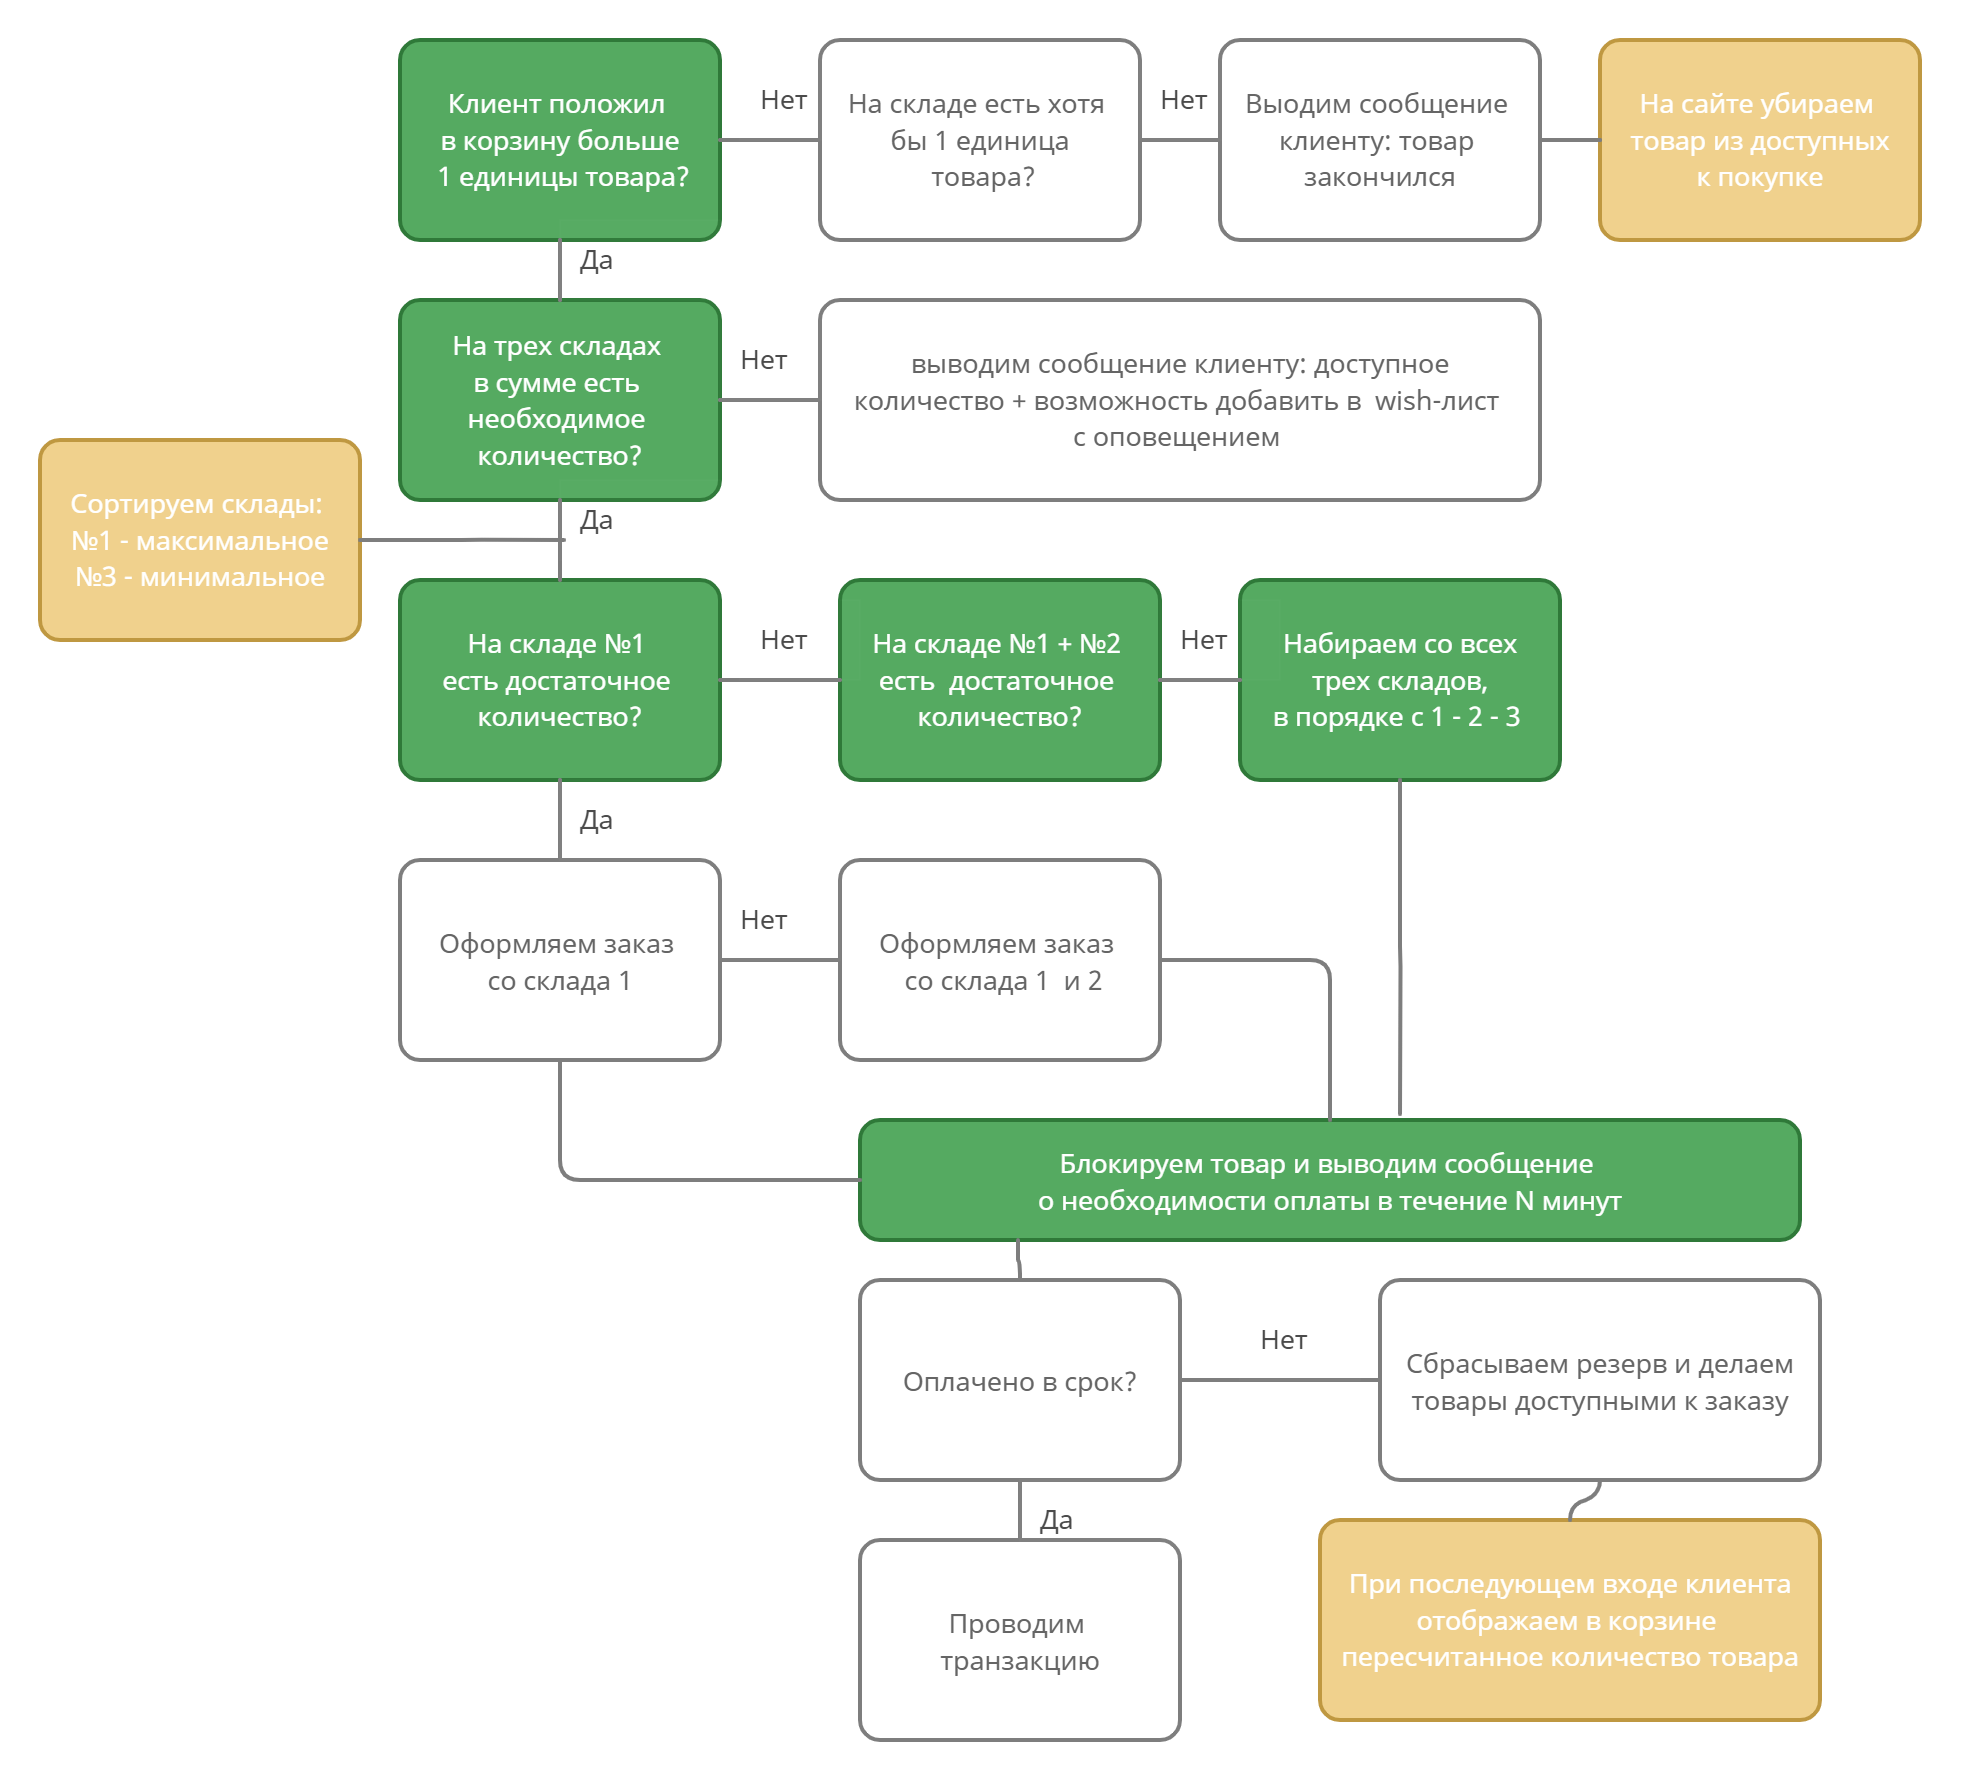 Клиент положил
в корзину больше
1 единицы товара?
Нет
На складе есть хотя
бы 1 единица
товара?
Нет
Выодим сообщение
клиенту: товар
закончился
На сайте убираем
товар из доступных
к покупке
Да
На трех складах
в сумме есть
необходимое
количество?
Нет
выводим сообщение клиенту: доступное
количество + возможность добавить в wish-лист
с оповещением
Сортируем склады:
№1 - максимальное
№3 - минимальное
Да
На складе №1
есть достаточное
количество?
Нет
На складе №1 + №2
есть достаточное
количество?
Нет
Набираем со всех
трех складов,
в порядке с 1 - 2 - 3
Да
Оформляем заказ
со склада 1
Нет
Оформляем заказ
со склада 1 и 2
Блокируем товар и выводим сообщение
о необходимости оплаты в течение N минут
Оплачено в срок?
Нет
Сбрасываем резерв и делаем
товары доступными к заказу
Да
Проводим
транзакцию
При последующем входе клиента
отображаем в корзине
пересчитанное количество товара